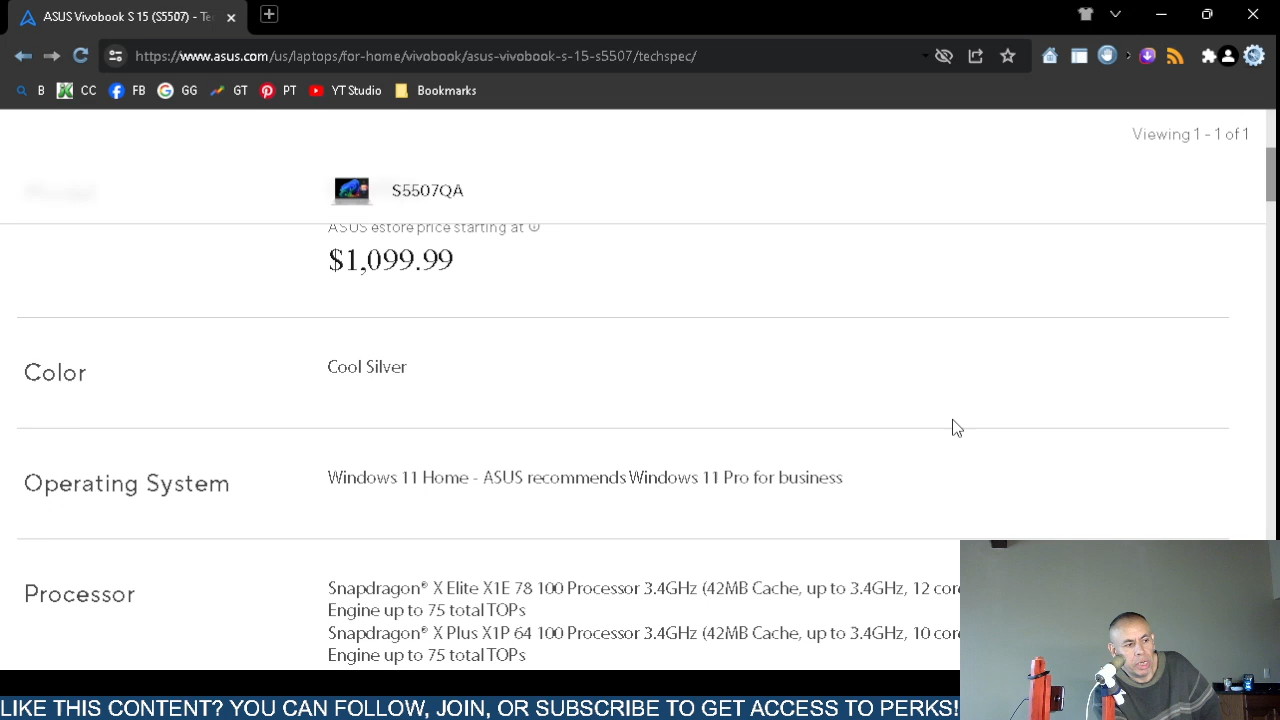 ASUS Vivobook S 15 (S5507) - Te
https://www.asus.com/us/laptops/for-home/vivobook/asus-vivobook-s-15-s5507/techspec/
B CC FB GG GT PT YT Studio Bookmarks
Viewing 1 - 1 of 1
S5507QA
ASUS estore price starting at
$1,099.99
Color
Cool Silver
Operating System
Windows 11 Home - ASUS recommends Windows 11 Pro for business
Processor
Snapdragon® X Elite X1E 78 100 Processor 3.4GHz (42MB Cache, up to 3.4GHz, 12 core
Engine up to 75 total TOPs
Snapdragon® X Plus X1P 64 100 Processor 3.4GHz (42MB Cache, up to 3.4GHz, 10 core
Engine up to 75 total TOPs
LIKE THIS CONTENT? YOU CAN FOLLOW, JOIN, OR SUBSCRIBE TO GET ACCESS TO PERKS!